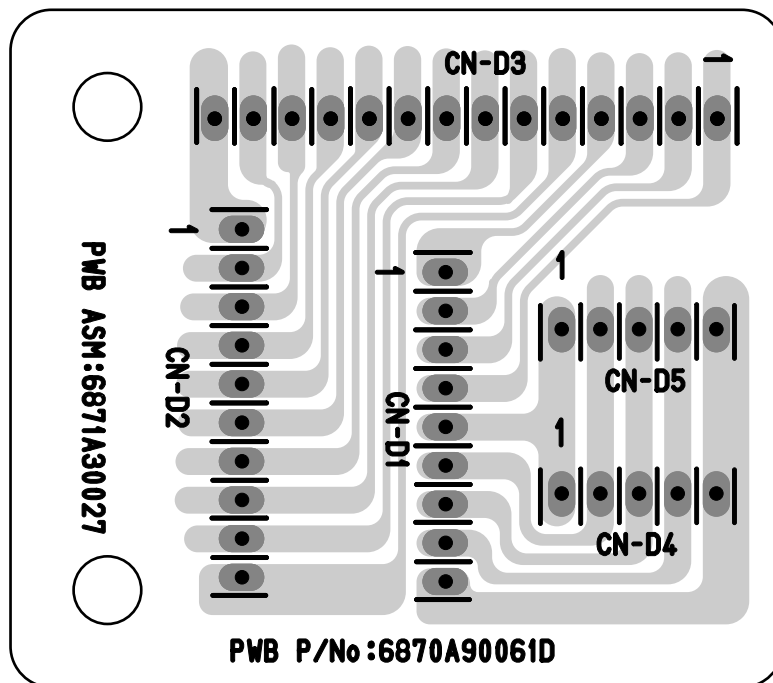 CN-D3
1
1
PWB ASM:6871A30027
CN-D2
1
CN-D1
1
CN-D5
1
CN-D4
PWB P/No:6870A90061D